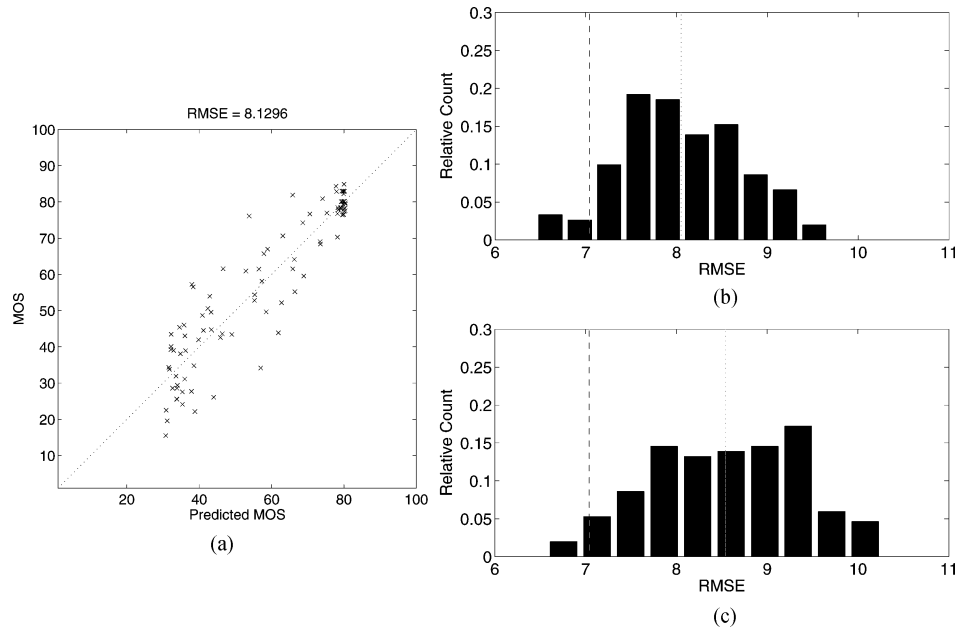 RMSE = 8.1296
100
90
80
70
60
50
40
30
20
10
MOS
20 40 60 80 100
Predicted MOS
(a)
0.3
0.25
0.2
0.15
0.1
0.05
0
Relative Count
6 7 8 9 10 11
RMSE
(b)
0.3
0.25
0.2
0.15
0.1
0.05
0
Relative Count
6 7 8 9 10 11
RMSE
(c)